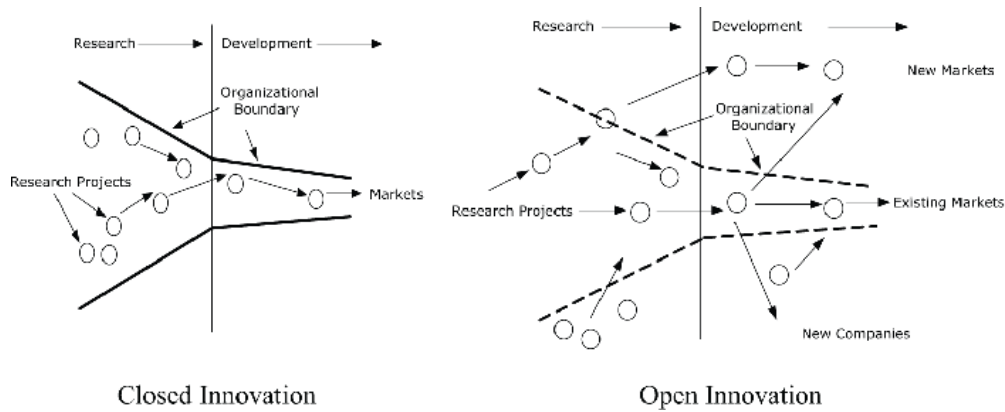 Research
Development
Organizational
Boundary
Research Projects
Markets
Closed Innovation
Research
Development
New Markets
Organizational
Boundary
Research Projects
Existing Markets
New Companies
Open Innovation